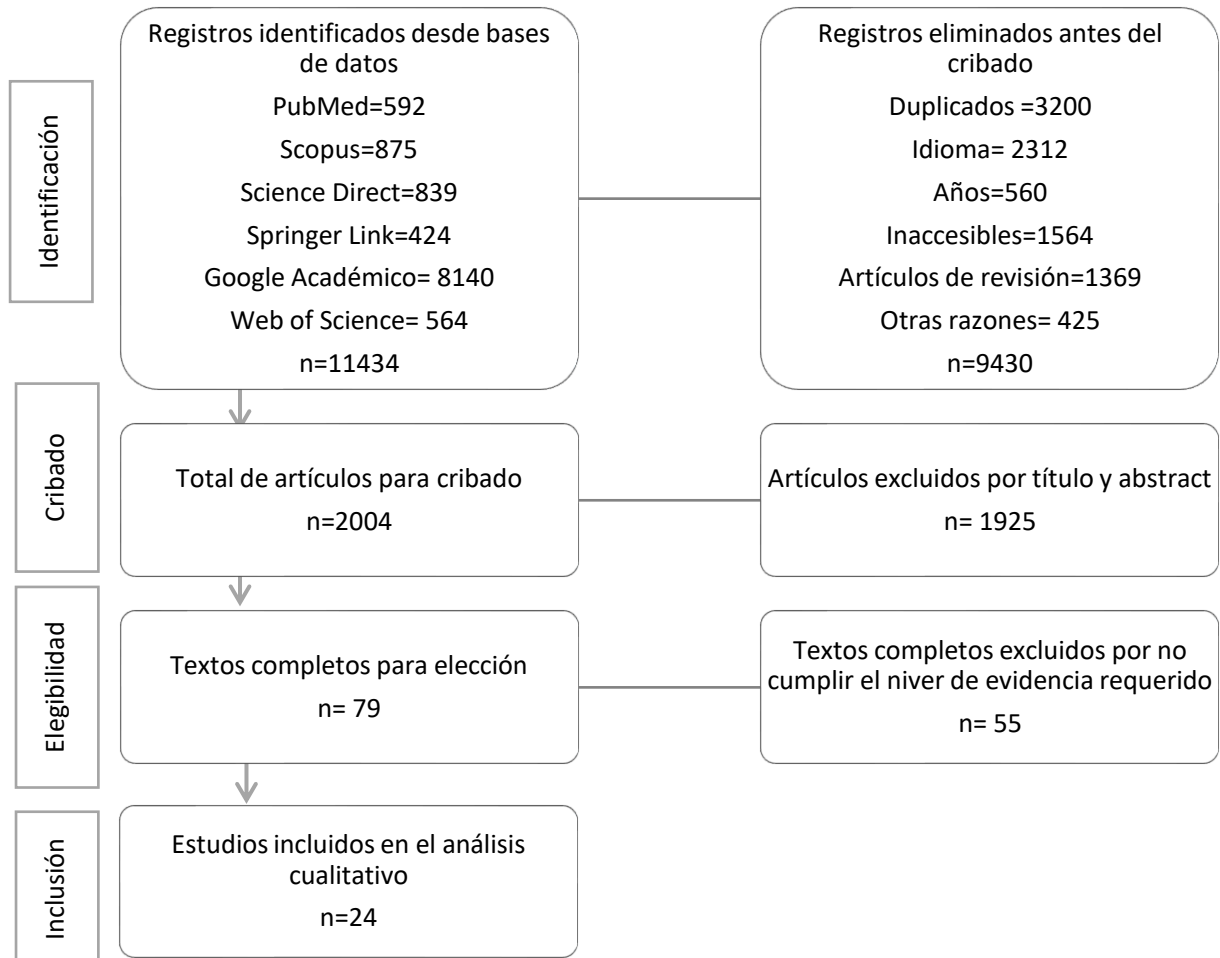 Identificación
Registros identificados desde bases
de datos
PubMed=592
Scopus=875
Science Direct=839
Springer Link=424
Google Académico= 8140
Web of Science= 564
n=11434
Registros eliminados antes del
cribado
Duplicados =3200
Idioma= 2312
Años=560
Inaccesibles=1564
Artículos de revisión=1369
Otras razones= 425
n=9430
Cribado
Total de artículos para cribado
n=2004
Artículos excluidos por título y abstract
n= 1925
Elegibilidad
Textos completos para elección
n= 79
Textos completos excluidos por no
cumplir el niver de evidencia requerido
n= 55
Inclusión
Estudios incluidos en el análisis
cualitativo
n=24